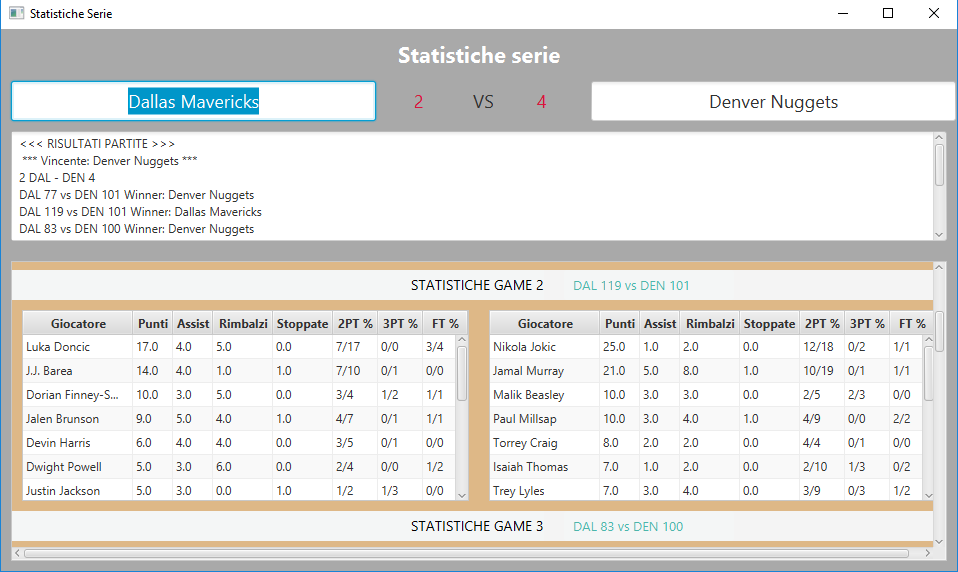 Statistiche Serie
Statistiche serie
Dallas Mavericks 2 VS 4 Denver Nuggets
<<< RISULTATI PARTITE >>>
*** Vincente: Denver Nuggets ***
2 DAL - DEN 4
DAL 77 vs DEN 101 Winner: Denver Nuggets
DAL 119 vs DEN 101 Winner: Dallas Mavericks
DAL 83 vs DEN 100 Winner: Denver Nuggets
STATISTICHE GAME 2 DAL 119 vs DEN 101
Giocatore Punti Assist Rimbalzi Stoppate 2PT % 3PT % FT %
Luka Doncic 17.0 4.0 5.0 0.0 7/17 0/0 3/4
J.J. Barea 14.0 4.0 1.0 1.0 7/10 0/1 0/0
Dorian Finney-S... 10.0 3.0 5.0 0.0 3/4 1/2 1/1
Jalen Brunson 9.0 5.0 4.0 1.0 4/7 0/1 1/1
Devin Harris 6.0 4.0 4.0 0.0 3/5 0/1 0/0
Dwight Powell 5.0 3.0 6.0 0.0 2/4 0/0 1/2
Justin Jackson 5.0 3.0 0.0 1.0 1/2 1/3 0/0
Giocatore Punti Assist Rimbalzi Stoppate 2PT % 3PT % FT %
Nikola Jokic 25.0 1.0 2.0 0.0 12/18 0/2 1/1
Jamal Murray 21.0 5.0 8.0 1.0 10/19 0/1 1/1
Malik Beasley 10.0 3.0 3.0 0.0 2/5 2/3 0/0
Paul Millsap 10.0 3.0 4.0 1.0 4/9 0/0 2/2
Torrey Craig 8.0 2.0 2.0 0.0 4/4 0/1 0/0
Isaiah Thomas 7.0 1.0 2.0 0.0 2/10 1/3 0/2
Trey Lyles 7.0 3.0 4.0 0.0 3/9 0/3 1/2
STATISTICHE GAME 3 DAL 83 vs DEN 100